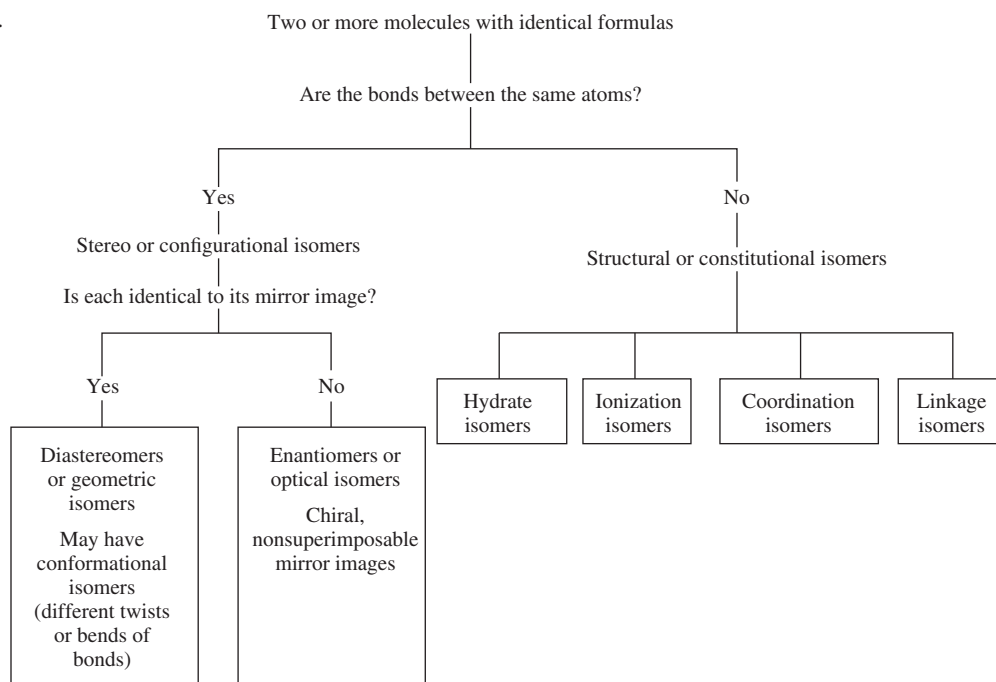 Two or more molecules with identical formulas
Are the bonds between the same atoms?
Yes
No
Stereo or configurational isomers
Structural or constitutional isomers
Is each identical to its mirror image?
Yes
No
Hydrate
isomers
Ionization
isomers
Coordination
isomers
Linkage
isomers
Diastereomers
or geometric
isomers
May have
conformational
isomers
(different twists
or bends of
bonds)
Enantiomers or
optical isomers
Chiral,
nonsuperimposable
mirror images